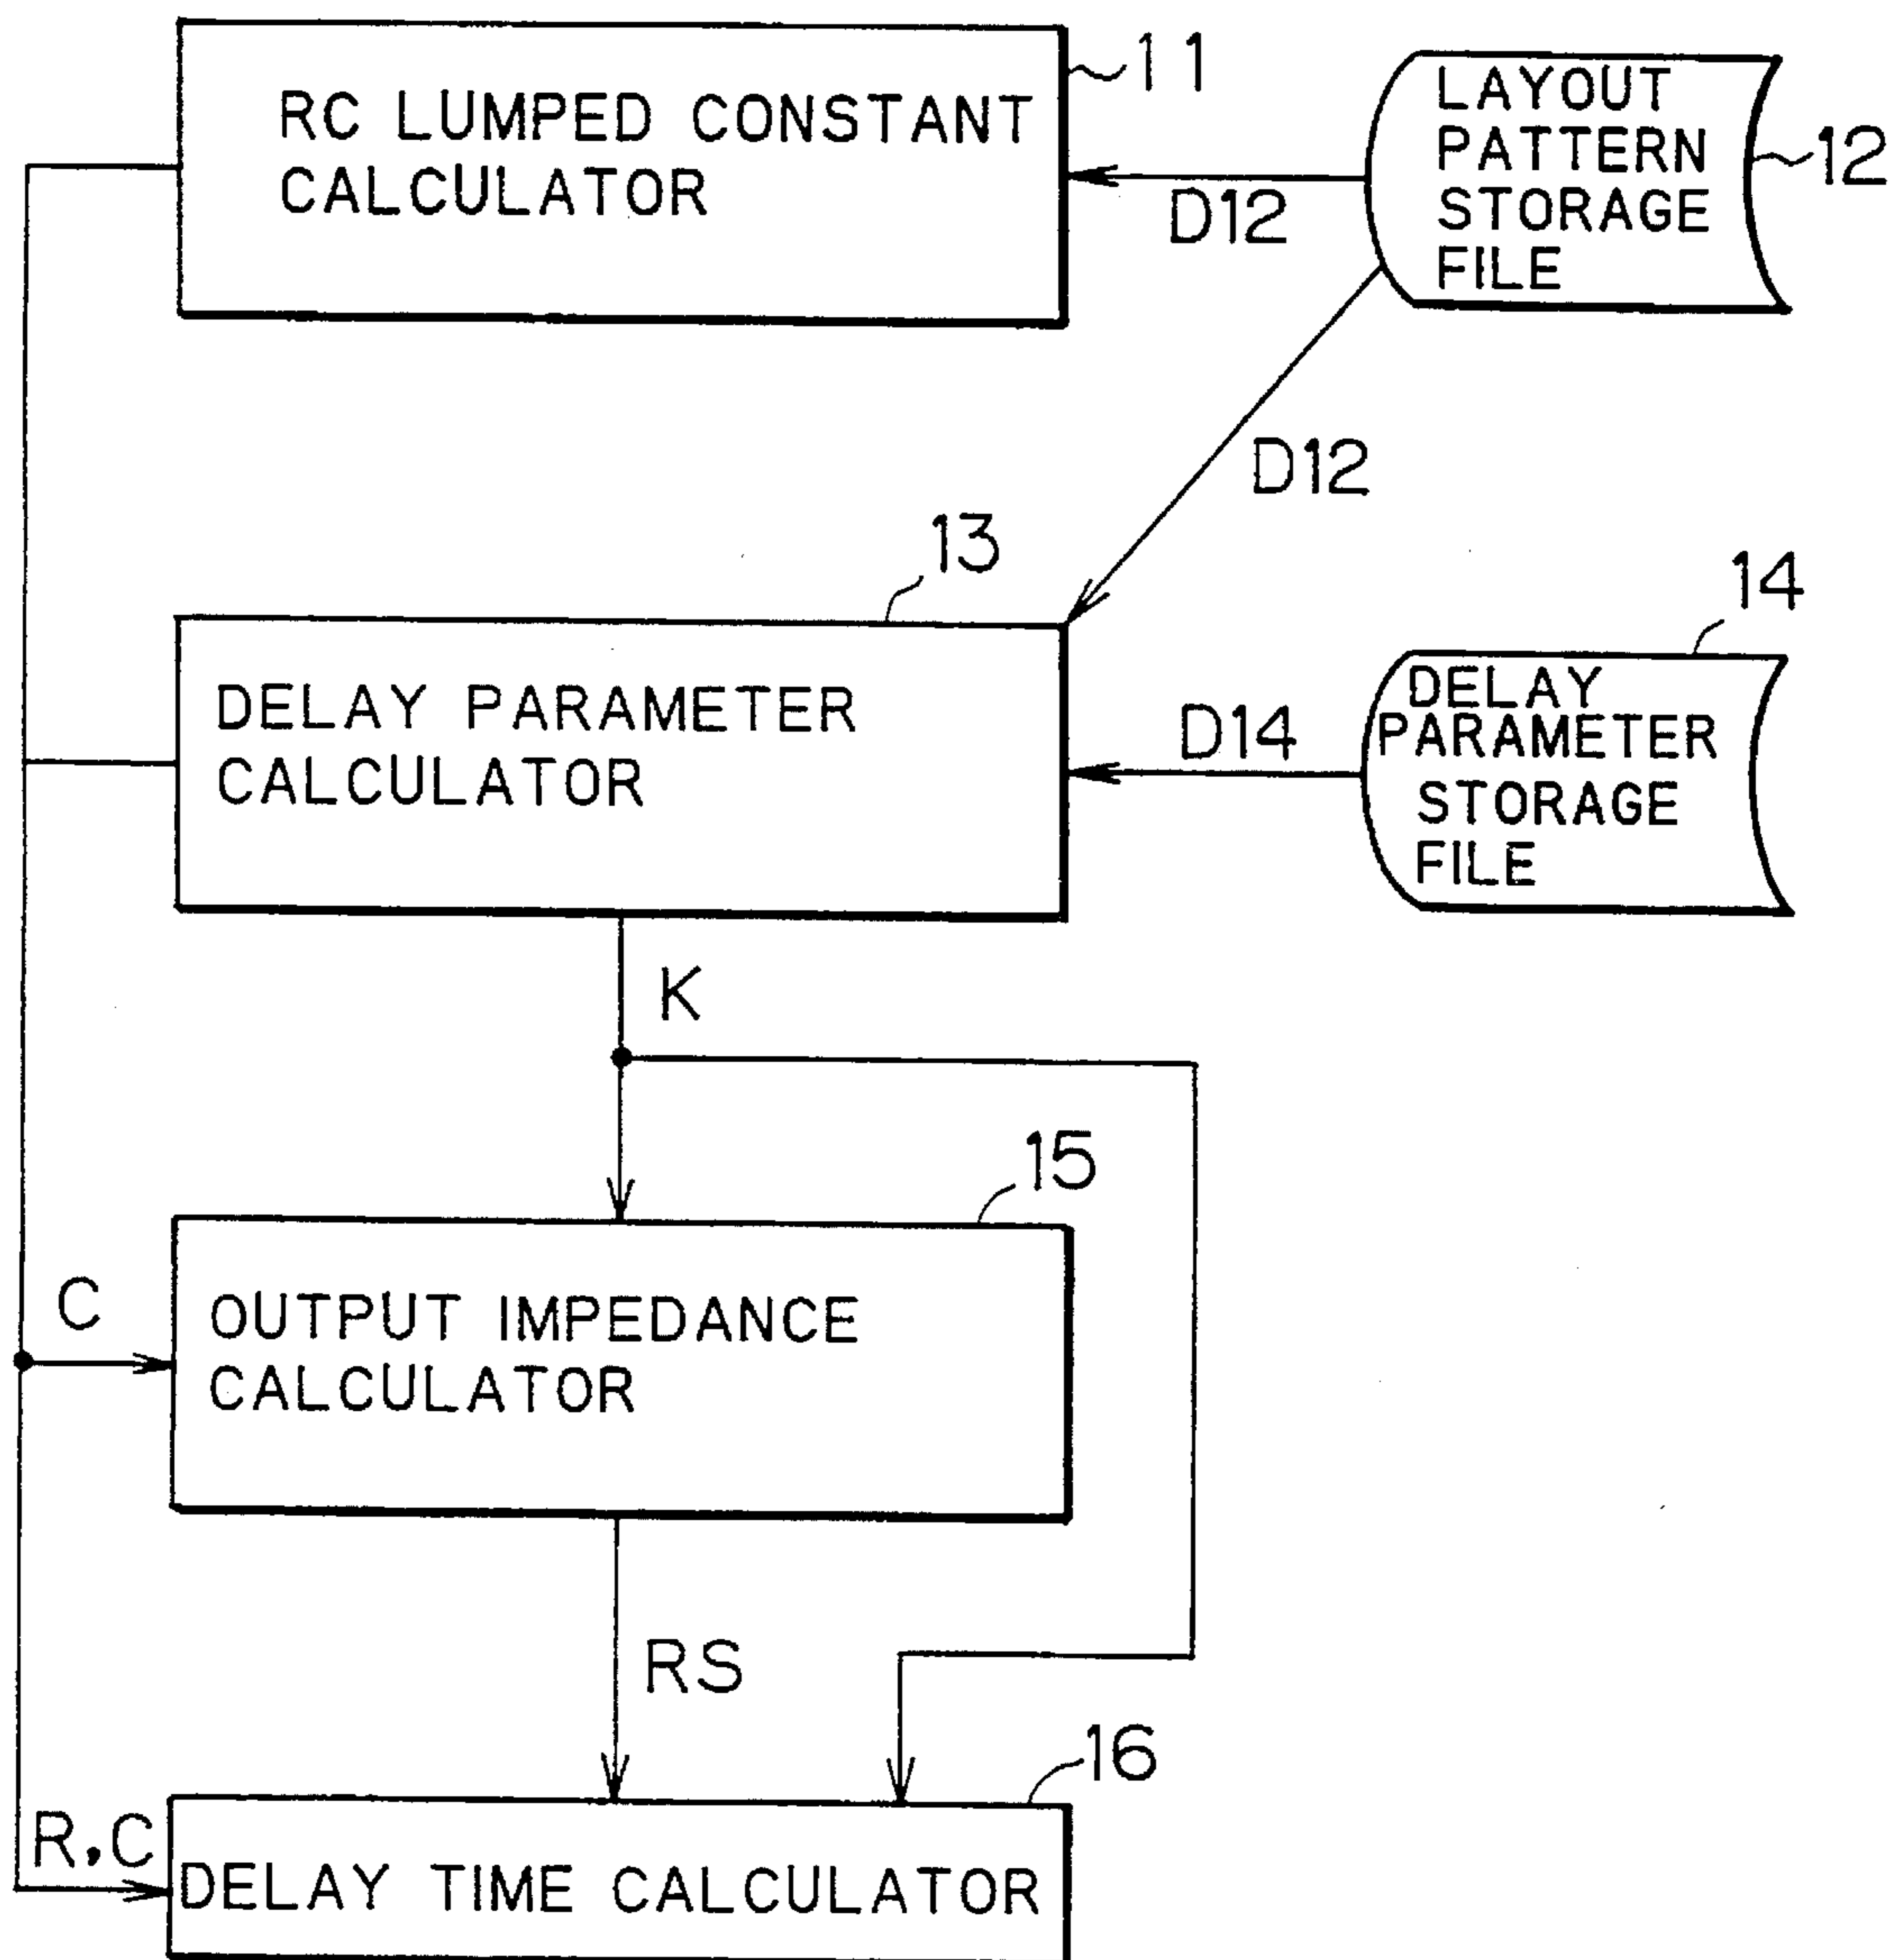 11
RC LUMPED CONSTANT
CALCULATOR
LAYOUT
PATTERN
STORAGE
FILE
12
D12
D12
13
14
DELAY PARAMETER
CALCULATOR
D14
DELAY
PARAMETER
STORAGE
FILE
K
15
C
OUTPUT IMPEDANCE
CALCULATOR
RS
16
R,C
DELAY TIME CALCULATOR